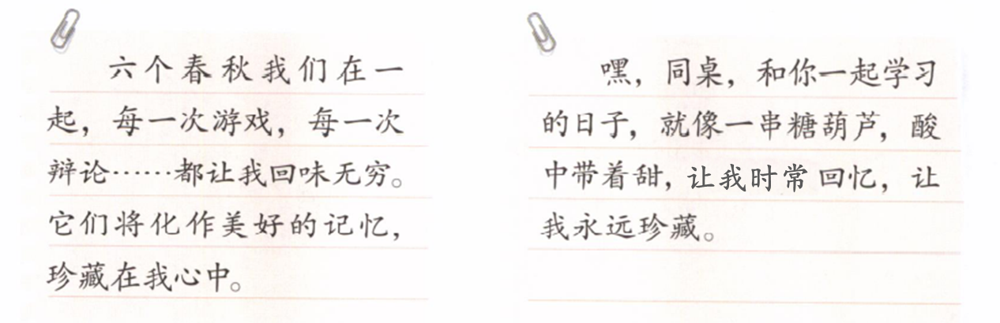 六个春秋我们在一
起，每一次游戏，每一次
辩论……都让我回味无穷。
它们将化作美好的记忆，
珍藏在我心中。
嘿，同桌，和你一起学习
的日子，就像一串糖葫芦，酸
中带着甜，让我时常回忆，让
我永远珍藏。